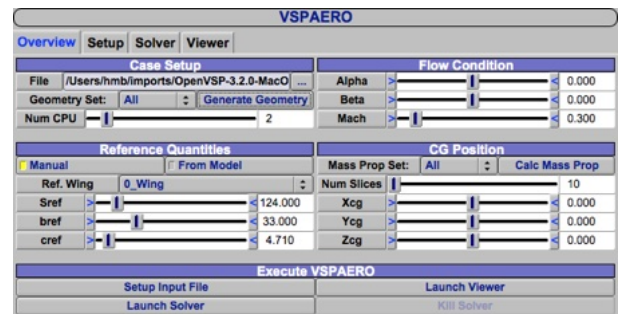 VSPAERO
Overview Setup Solver Viewer
Case Setup
File /Users/hmb/imports/OpenVSP-3.2.0-MacO ...
Geometry Set: All Generate Geometry
Num CPU 2
Flow Condition
Alpha > < 0.000
Beta > < 0.000
Mach > < 0.300
Reference Quantities
Manual From Model
Ref. Wing 0_Wing
Sref > < 124.000
bref > < 33.000
cref > < 4.710
CG Position
Mass Prop Set: All Calc Mass Prop
Num Slices 10
Xcg > < 0.000
Ycg > < 0.000
Zcg > < 0.000
Execute VSPAERO
Setup Input File Launch Viewer
Launch Solver Kill Solver